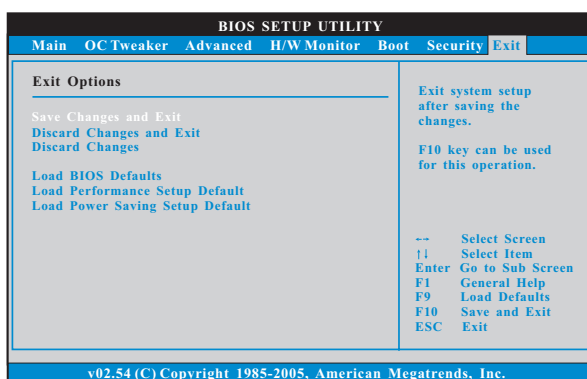 BIOS SETUP UTILITY
Main OC Tweaker Advanced H/W Monitor Boot Security Exit
Exit Options
Save Changes and Exit
Discard Changes and Exit
Discard Changes
Load BIOS Defaults
Load Performance Setup Default
Load Power Saving Setup Default
Exit system setup
after saving the
changes.
F10 key can be used
for this operation.
←→ Select Screen
↑↓ Select Item
Enter Go to Sub Screen
F1 General Help
F9 Load Defaults
F10 Save and Exit
ESC Exit
v02.54 (C) Copyright 1985-2005, American Megatrends, Inc.